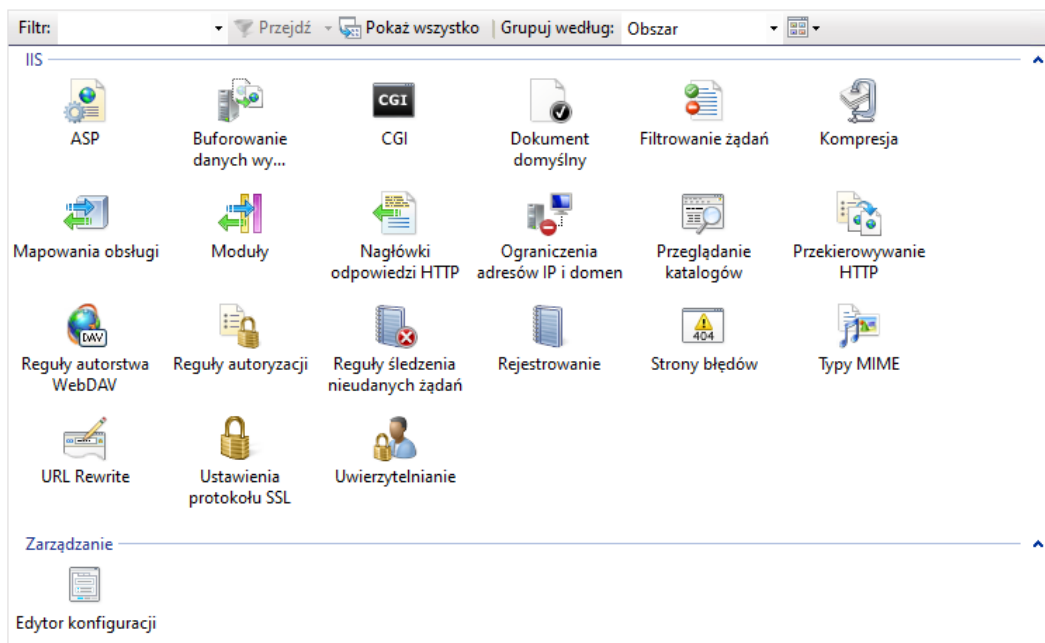 Filtr: Przejdź Pokaż wszystko Grupuj według: Obszar
IIS
ASP
Buforowanie
danych wy...
CGI
CGI
Dokument
domyślny
Filtrowanie żądań
Kompresja
Mapowania obsługi
Moduły
Nagłówki
odpowiedzi HTTP
Ograniczenia
adresów IP i domen
Przeglądanie
katalogów
Przekierowywanie
HTTP
DAV
Reguły autorstwa
WebDAV
Reguły autoryzacji
Reguły śledzenia
nieudanych żądań
Rejestrowanie
404
Strony błędów
Typy MIME
URL Rewrite
Ustawienia
protokołu SSL
Uwierzytelnianie
Zarządzanie
Edytor konfiguracji